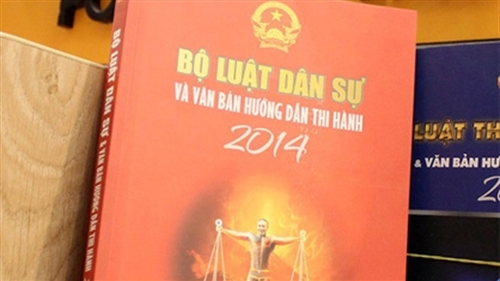 BỘ LUẬT DÂN SỰ
VÀ VĂN BẢN HƯỚNG DẪN THI HÀNH
2014
BỘ LUẬT DÂN SỰ & VĂN BẢN HƯỚNG DẪN THI HÀNH
LUẬT TH
& VĂN BẢN HƯ